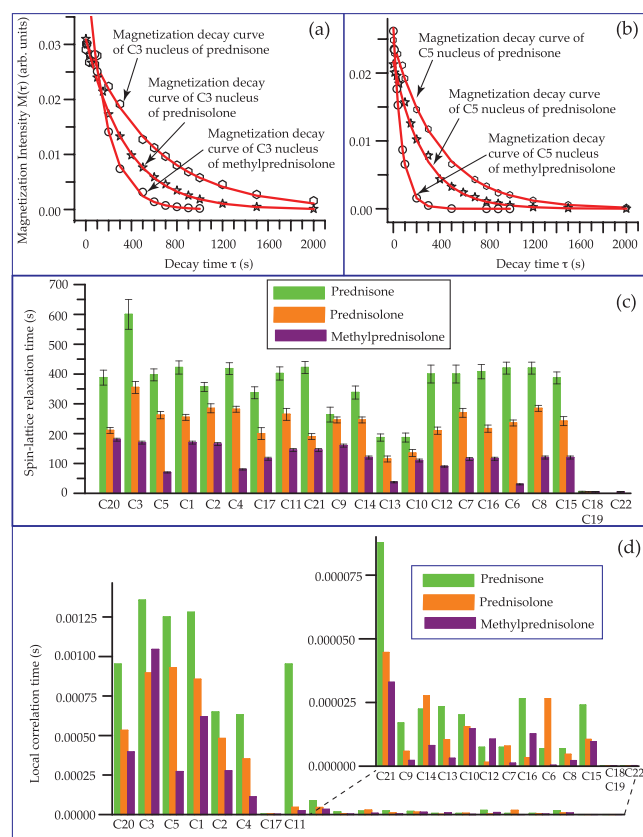 (a)
Magnetization decay curve
of C3 nucleus of prednisone
Magnetization decay
curve of C3 nucleus
of prednisolone
Magnetization decay
curve of C3 nucleus
of methylprednisolone
Magnetization Intensity M(τ) (arb. units)
0.03
0.02
0.01
0.00
0 400 800 1200 1600 2000
Decay time τ (s)
(b)
Magnetization decay curve of
C5 nucleus of prednisone
Magnetization decay curve
of C5 nucleus of prednisolone
Magnetization decay
curve of C5 nucleus
of methylprednisolone
0.02
0.01
0.00
0 400 800 1200 1600 2000
Decay time τ (s)
(c)
Prednisone
Prednisolone
Methylprednisolone
Spin-lattice relaxation time (s)
700
600
500
400
300
200
100
0
C20 C3 C5 C1 C2 C4 C17 C11 C21 C9 C14 C13 C10 C12 C7 C16 C6 C8 C15 C18 C22
C19
(d)
Prednisone
Prednisolone
Methylprednisolone
0.000075
0.000050
0.000025
0.000000
C21 C9 C14 C13 C10 C12 C7 C16 C6 C8 C15 C18 C22
C19
Local correlation time (s)
0.00125
0.00100
0.00075
0.00050
0.00025
0.00000
C20 C3 C5 C1 C2 C4 C17 C11